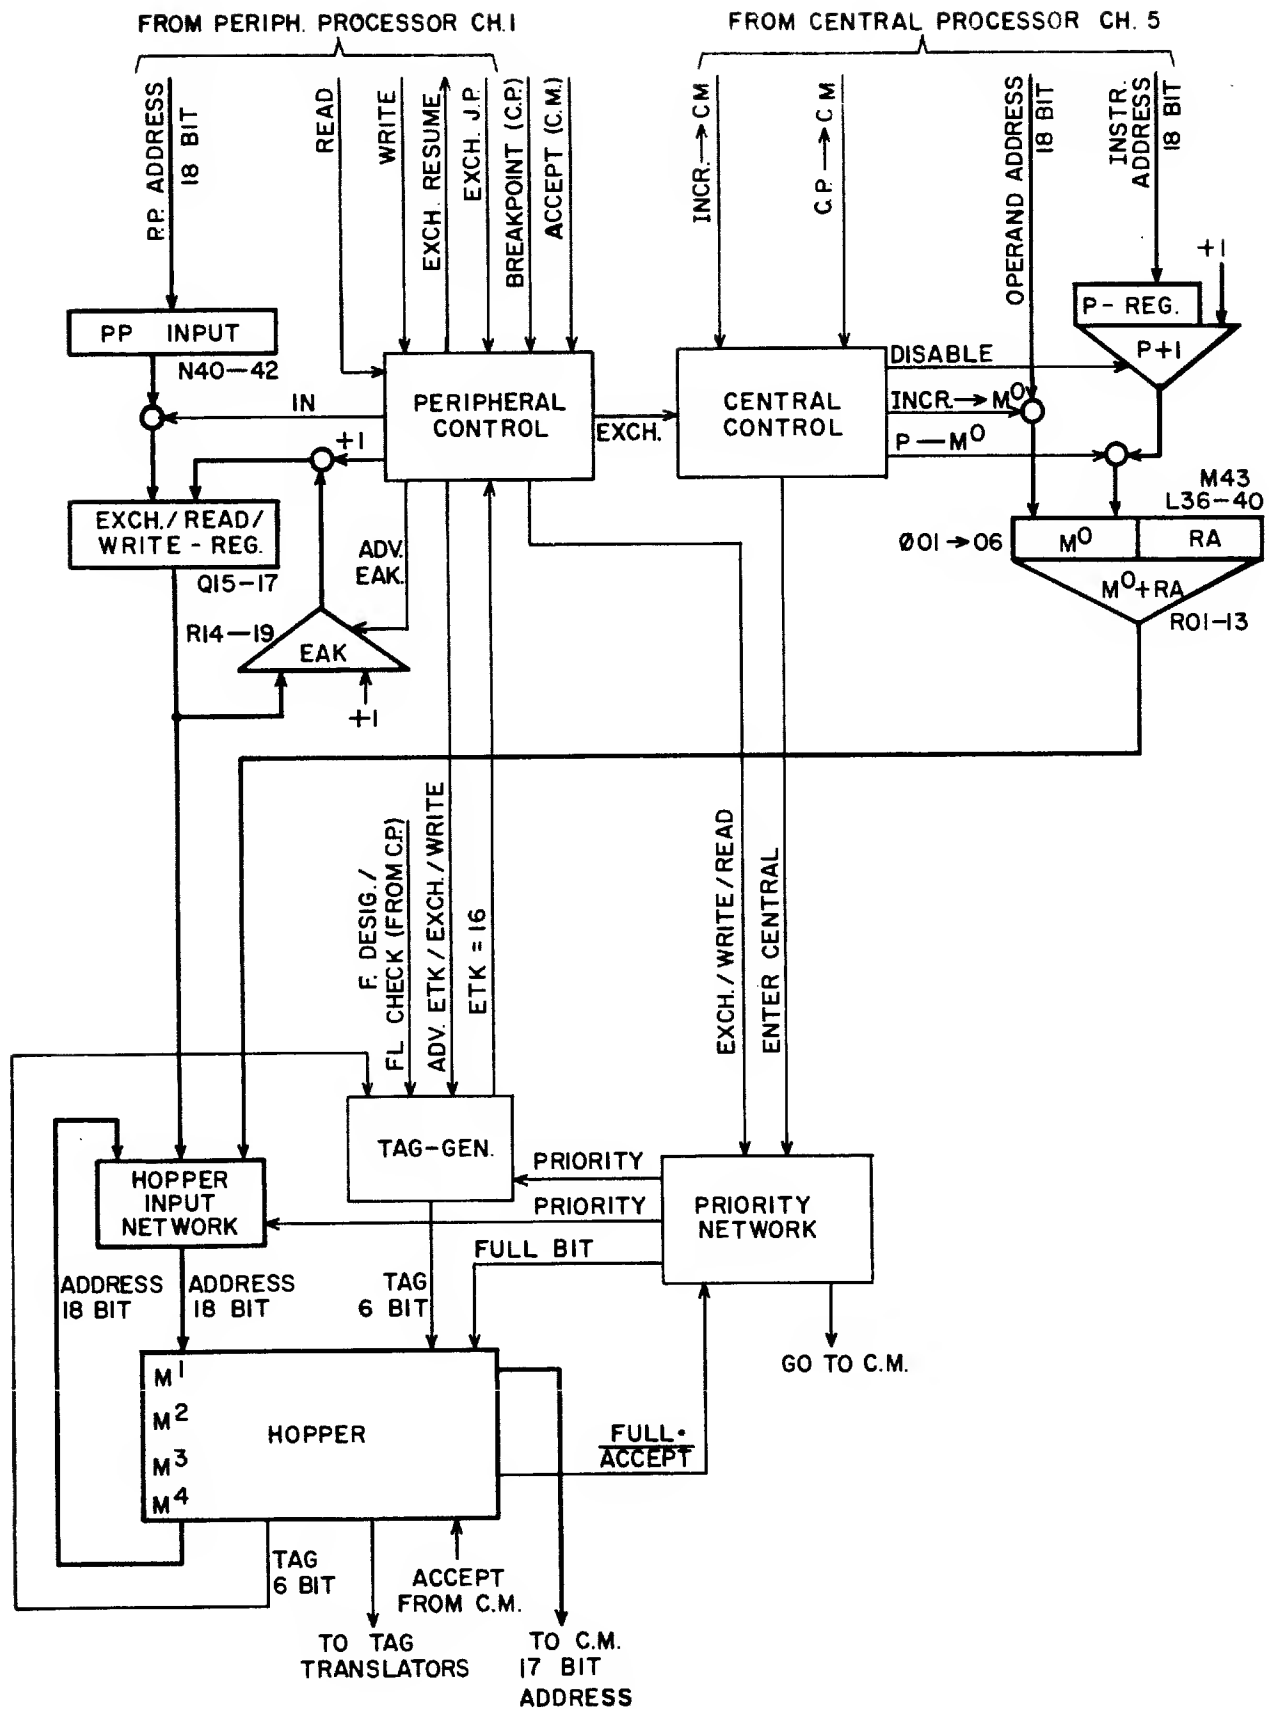 FROM PERIPH. PROCESSOR CH.1
FROM CENTRAL PROCESSOR CH. 5
P.P. ADDRESS
18 BIT
READ
WRITE
EXCH. RESUME
EXCH. J.P.
BREAKPOINT (C.P.)
ACCEPT (C.M.)
INCR.→CM
C.P.→CM
OPERAND ADDRESS
18 BIT
INSTR.
ADDRESS
18 BIT
+1
PP INPUT
N40-42
P- REG.
P+1
IN
PERIPHERAL
CONTROL
EXCH.
CENTRAL
CONTROL
DISABLE
INCR.→M⁰
P—M⁰
+1
EXCH./READ/
WRITE-REG.
Q15-17
ADV.
EAK.
R14-19
EAK
+1
M43
L36-40
Ø01→06
M⁰
RA
M⁰+RA
R01-13
F. DESIG./
FL CHECK (FROM C.P.)
ADV. ETK/EXCH./WRITE
ETK = 16
EXCH./WRITE/READ
ENTER CENTRAL
TAG-GEN.
PRIORITY
PRIORITY
PRIORITY
NETWORK
HOPPER
INPUT
NETWORK
FULL BIT
ADDRESS
18 BIT
ADDRESS
18 BIT
TAG
6 BIT
GO TO C.M.
M¹
M²
M³
M⁴
HOPPER
FULL•
ACCEPT
TAG
6 BIT
ACCEPT
FROM C.M.
TO TAG
TRANSLATORS
TO C.M.
17 BIT
ADDRESS